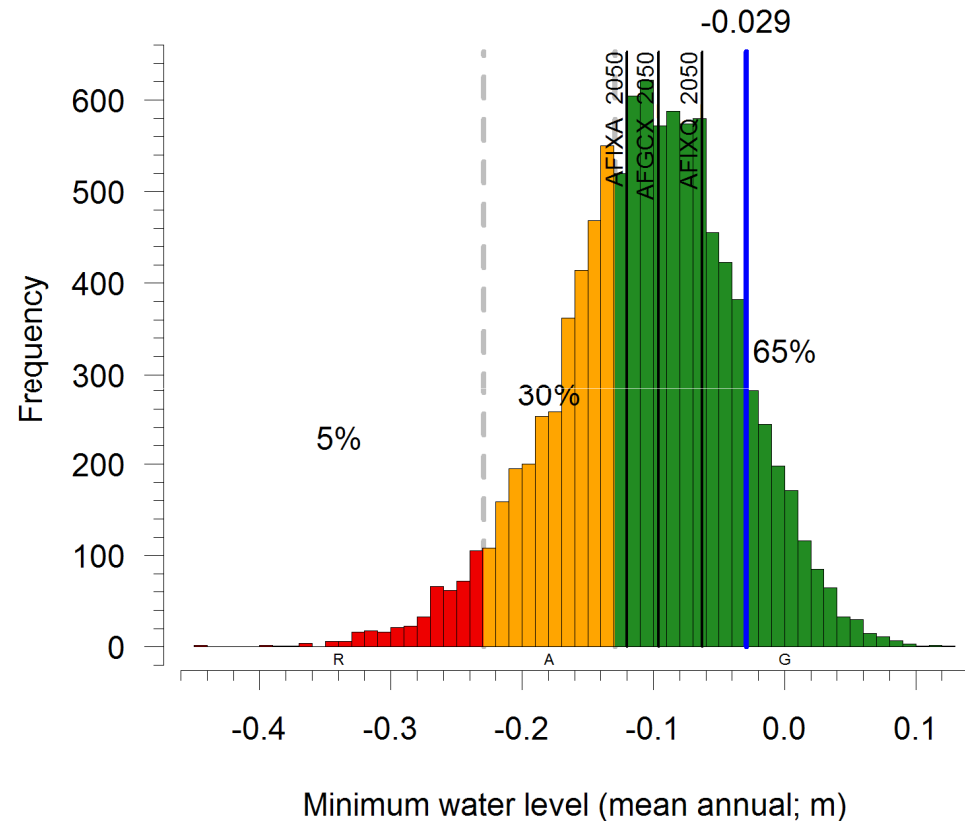 -0.029
AFIXA 2050
AFGCX 2050
AFIXQ 2050
600
500
400
300
200
100
0
Frequency
5%
30%
65%
R
A
G
-0.4
-0.3
-0.2
-0.1
0.0
0.1
Minimum water level (mean annual; m)